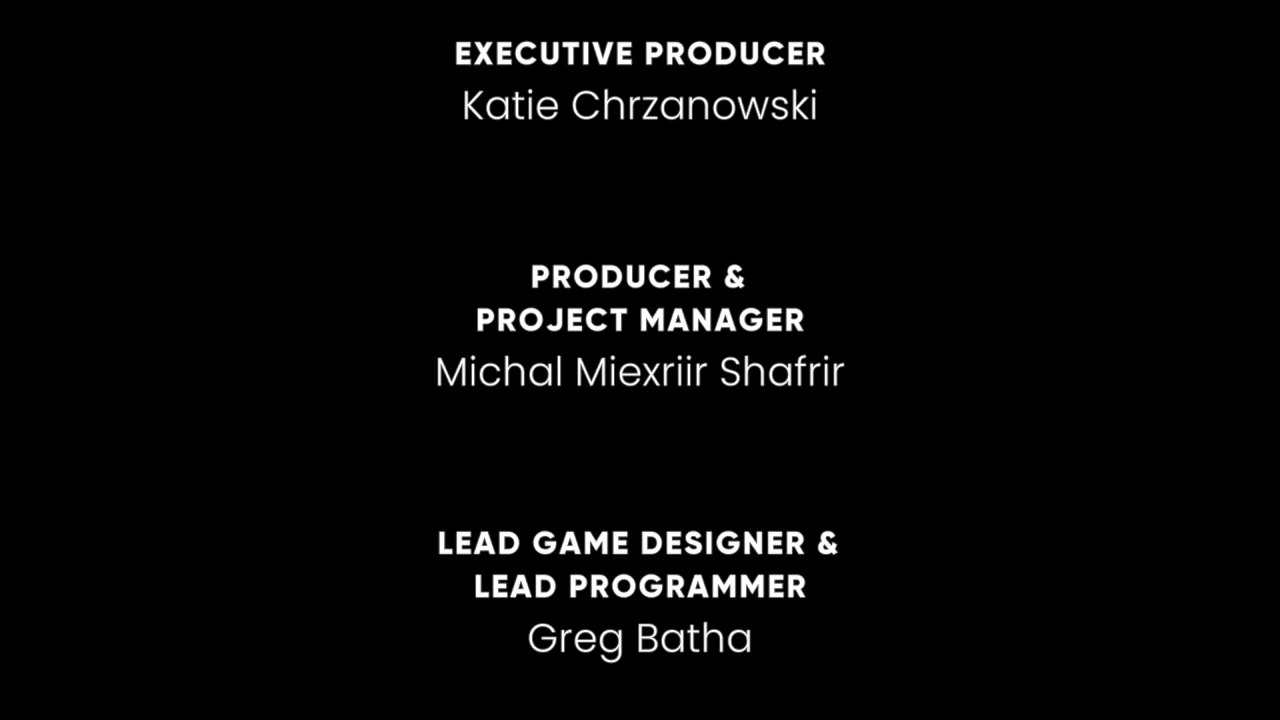 EXECUTIVE PRODUCER
Katie Chrzanowski
PRODUCER &
PROJECT MANAGER
Michal Miexriir Shafrir
LEAD GAME DESIGNER &
LEAD PROGRAMMER
Greg Batha